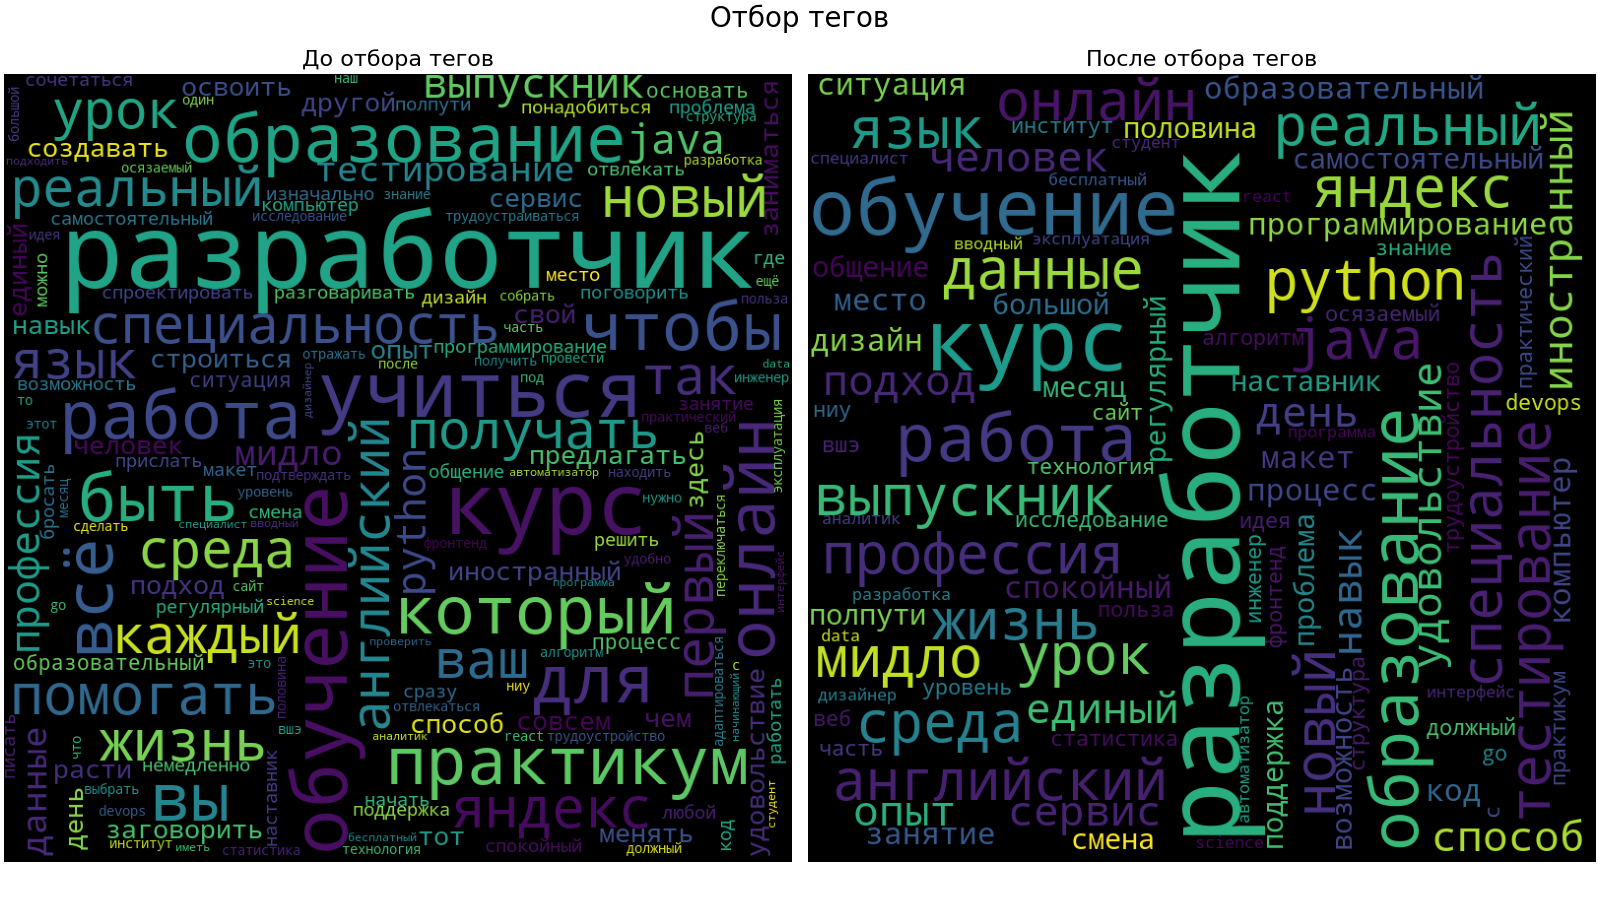 Отбор тегов
До отбора тегов
сочетаться
наш
выпускник
основать
большой
освоить
один
другой
полпути
понадобиться
проблема
структура
заниматься
урок
образование
java
создавать
подходить
осязаемый
тестирование
отвлекать
разработка
реальный
изначально
знание
компьютер
сервис
новый
самостоятельный
исследование
трудоустраиваться
идея
единый
разработчик
где
можно
место
ещё
спроектировать
разговаривать
дизайн
собрать
поговорить
польза
навык
специальность
свой
часть
чтобы
язык
строиться
отражать
опыт
программирование
после
получить
провести
так
data
инженер
возможность
ситуация
дизайнер
учиться
под
занятие
то
работа
практический
веб
этот
получать
человек
мидло
английский
предлагать
здесь
онлайн
эксплуатация
профессия
прислать
макет
подтверждать
общение
автоматизатор
находить
бросать
месяц
быть
уровень
смена
python
курс
нужно
переключаться
сделать
специалист
вводный
обучение
фронтенд
решить
первый
всё
среда
удобно
интерфейс
подход
сайт
иностранный
программа
go
регулярный
science
который
каждый
проверить
процесс
образовательный
это
ваш
алгоритм
для
адаптироваться
с
начинающий
помогать
половина
сразу
ниу
отвлекаться
удовольствие
работать
писать
что
вшэ
способ
совсем
чем
жизнь
аналитик
react
трудоустройство
данные
расти
немедленно
наставник
практикум
день
выбрать
devops
вы
начать
поддержка
яндекс
любой
студент
заговорить
бесплатный
тот
менять
код
институт
иметь
статистика
технология
спокойный
должный
После отбора тегов
ситуация
онлайн
образовательный
язык
институт
половина
реальный
иностранный
студент
специалист
человек
самостоятельный
обучение
бесплатный
разработчик
react
яндекс
вводный
эксплуатация
программирование
знание
общение
данные
python
практический
место
большой
осязаемый
специальность
дизайн
курс
регулярный
алгоритм
java
подход
месяц
наставник
удовольствие
трудоустройство
ниу
сайт
день
devops
вшэ
работа
программа
образование
тестирование
технология
макет
компьютер
выпускник
процесс
аналитик
исследование
идея
проблема
навык
профессия
инженер
фронтенд
спокойный
разработка
польза
полпути
жизнь
data
мидло
урок
новый
структура
дизайнер
уровень
возможность
интерфейс
практикум
веб
среда
единый
автоматизатор
поддержка
должный
часть
статистика
go
английский
код
с
опыт
сервис
занятие
смена
science
способ